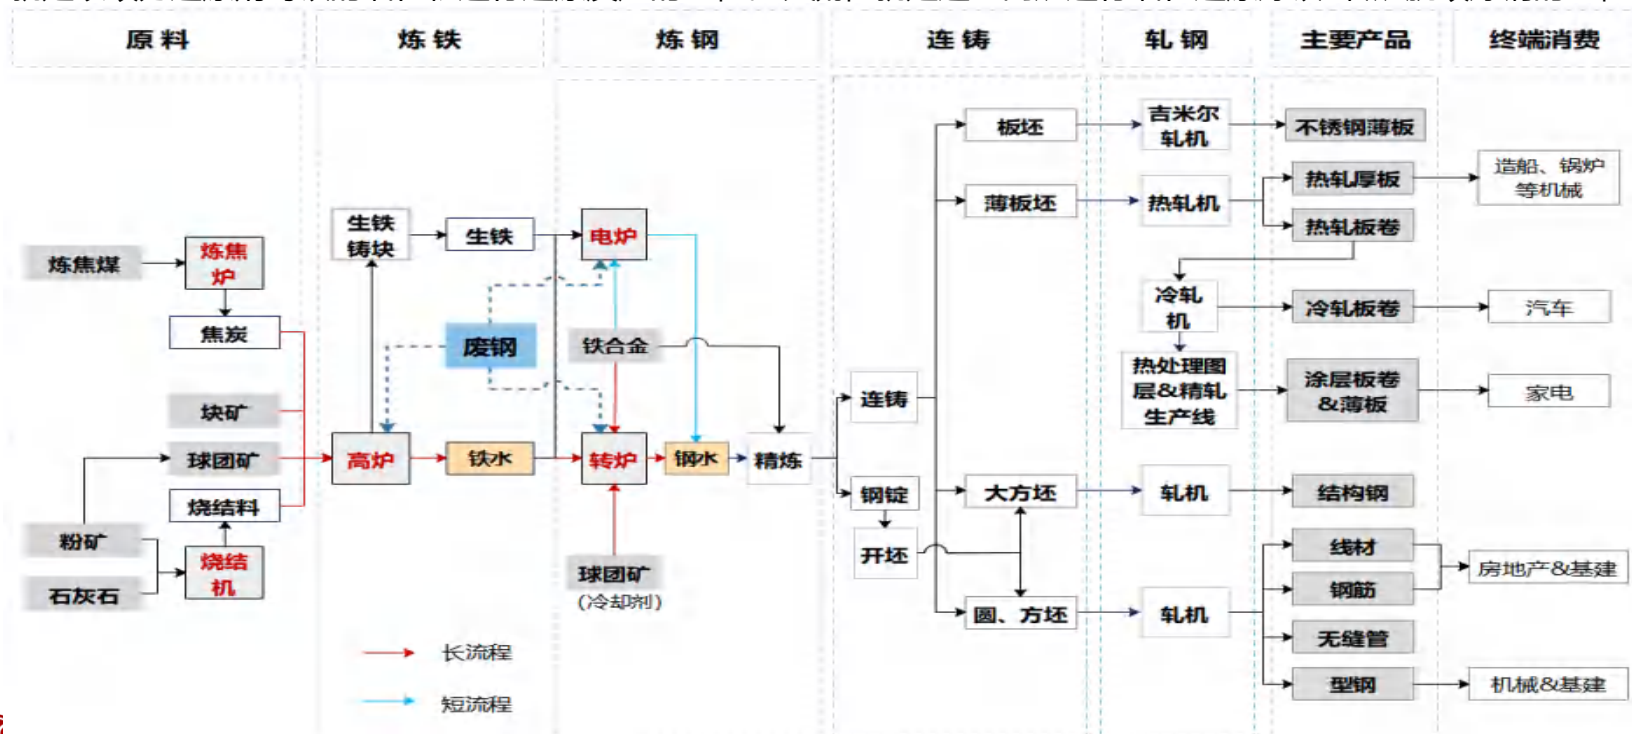 原料
炼铁
炼钢
连铸
轧钢
主要产品
终端消费
炼焦煤
炼焦
炉
焦炭
块矿
球团矿
烧结料
粉矿
石灰石
烧结
机
生铁
铸块
生铁
废钢
高炉
铁水
长流程
短流程
电炉
铁合金
转炉
钢水
精炼
球团矿
(冷却剂)
连铸
钢锭
开坯
板坯
薄板坯
大方坯
圆、方坯
吉米尔
轧机
热轧机
冷轧
机
热处理图
层&精轧
生产线
轧机
轧机
不锈钢薄板
热轧厚板
热轧板卷
冷轧板卷
涂层板卷
&薄板
结构钢
线材
钢筋
无缝管
型钢
造船、锅炉
等机械
汽车
家电
房地产&基建
机械&基建